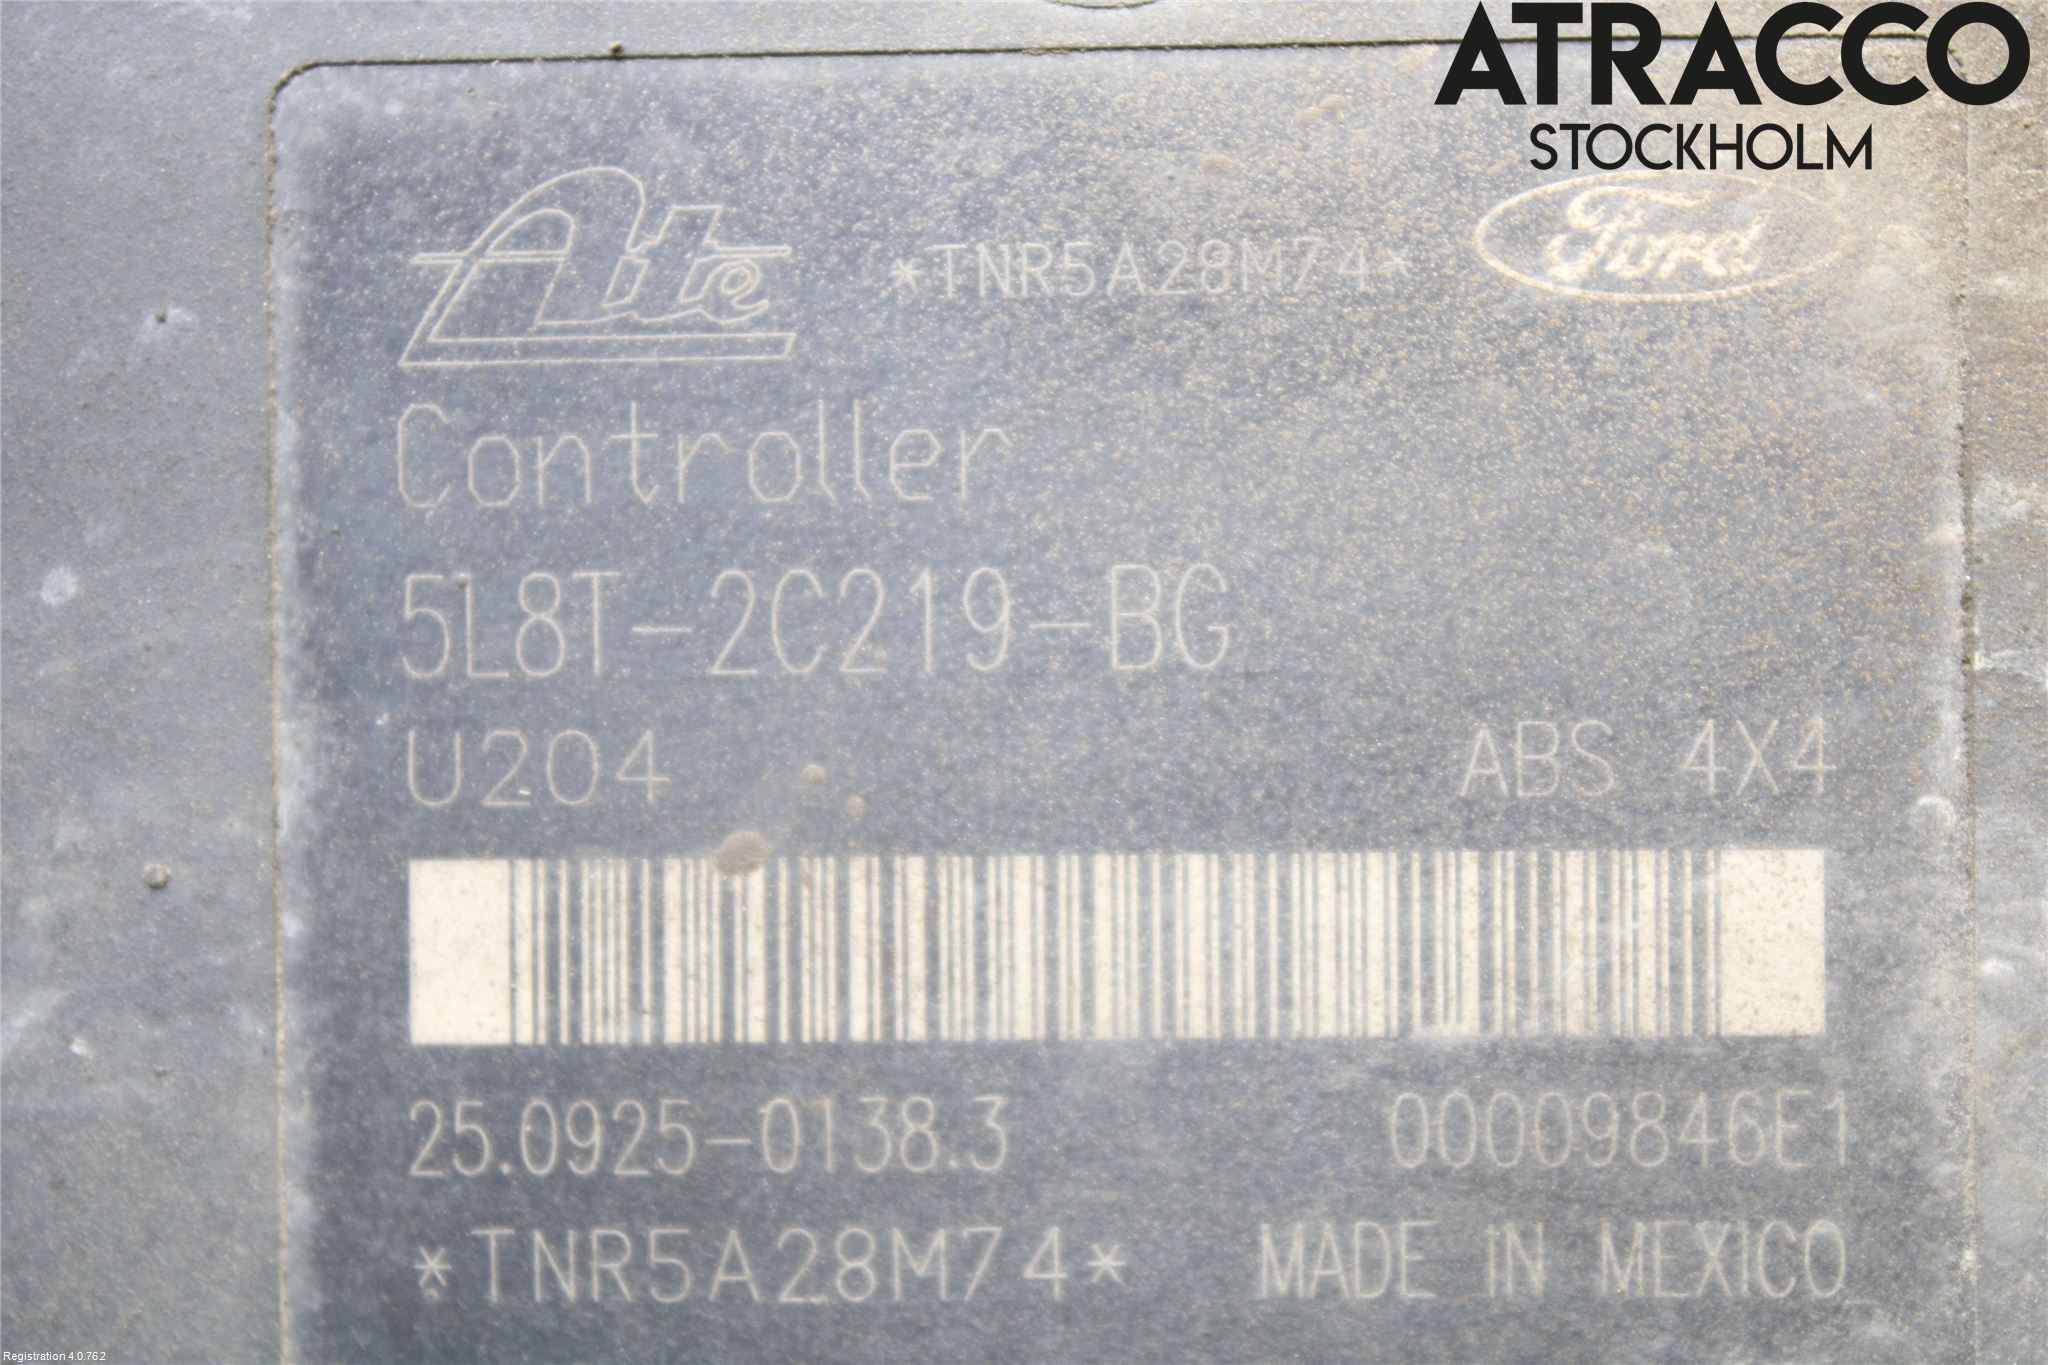 ATRACCO
STOCKHOLM
Ate *TNR5A28M74* Ford
Controller
5L8T-2C219-BG
U204 ABS 4X4
25.0925-0138.3 00009846E1
*TNR5A28M74* MADE IN MEXICO
Registration 4.0.762